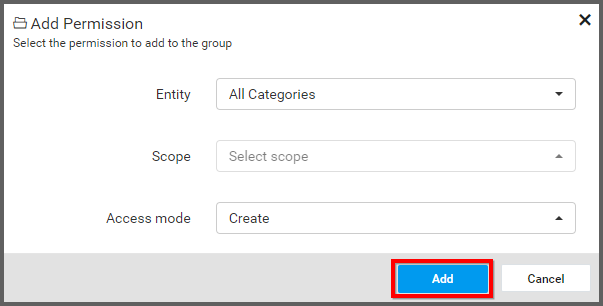 Add Permission
Select the permission to add to the group
Entity All Categories
Scope Select scope
Access mode Create
Add Cancel